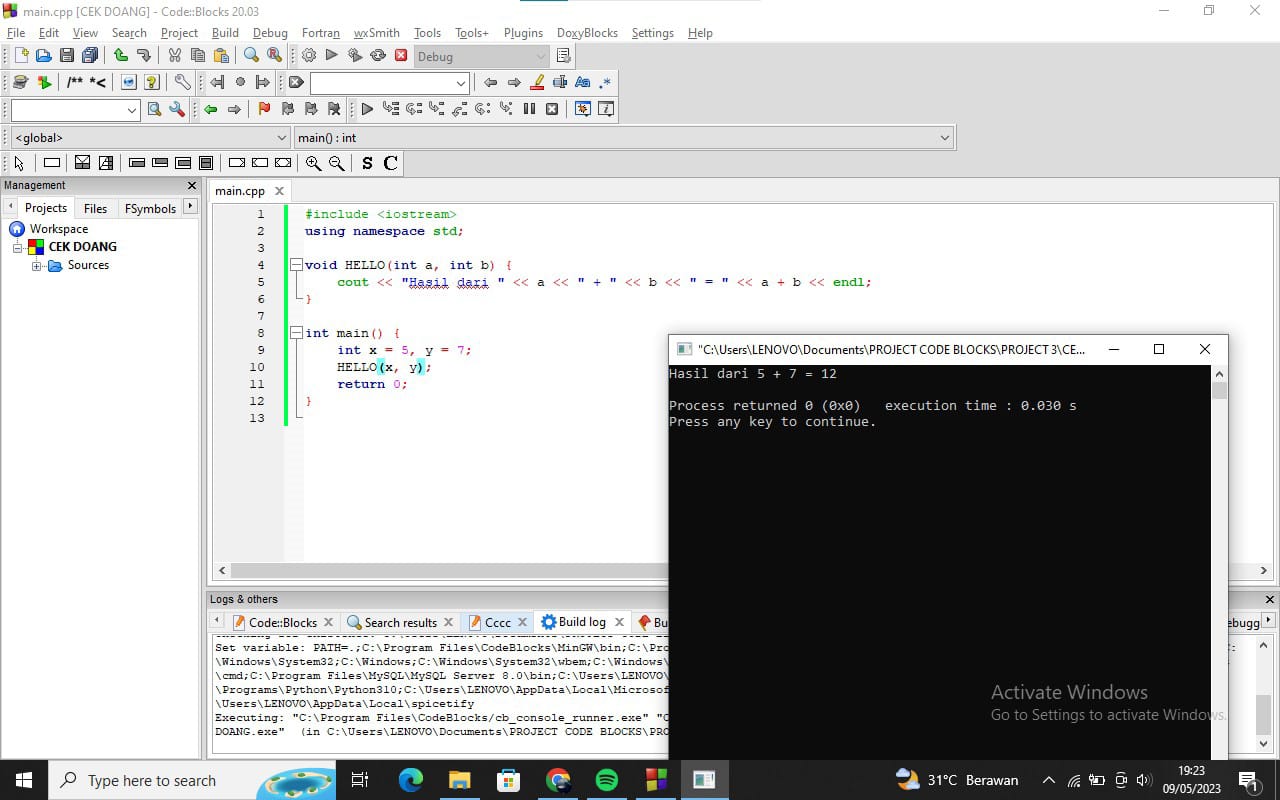 main.cpp [CEK DOANG] - Code::Blocks 20.03
File Edit View Search Project Build Debug Fortran wxSmith Tools Tools+ Plugins DoxyBlocks Settings Help
Debug
/** *<
<global>
main() : int
S C
Management
Projects Files FSymbols
Workspace
CEK DOANG
Sources
main.cpp
1 #include <iostream>
2 using namespace std;
3
4 void HELLO(int a, int b) {
5 cout << "Hasil dari " << a << " + " << b << " = " << a + b << endl;
6 }
7
8 int main() {
9 int x = 5, y = 7;
10 HELLO(x, y);
11 return 0;
12 }
13
"C:\Users\LENOVO\Documents\PROJECT CODE BLOCKS\PROJECT 3\CE...
Hasil dari 5 + 7 = 12
Process returned 0 (0x0) execution time : 0.030 s
Press any key to continue.
Logs & others
Code::Blocks Search results Cccc Build log Bu
ebugg
Set variable: PATH=.;C:\Program Files\CodeBlocks\MinGW\bin;C:\Pro
\Windows\System32;C:\Windows;C:\Windows\System32\wbem;C:\Windows\
\cmd;C:\Program Files\MySQL\MySQL Server 8.0\bin;C:\Users\LENOVO\
\Programs\Python\Python310;C:\Users\LENOVO\AppData\Local\Microsof
\Users\LENOVO\AppData\Local\spicetify
Executing: "C:\Program Files\CodeBlocks/cb_console_runner.exe" "C
DOANG.exe" (in C:\Users\LENOVO\Documents\PROJECT CODE BLOCKS\PRO
Activate Windows
Go to Settings to activate Windows.
Type here to search
31°C Berawan
19:23
09/05/2023
1